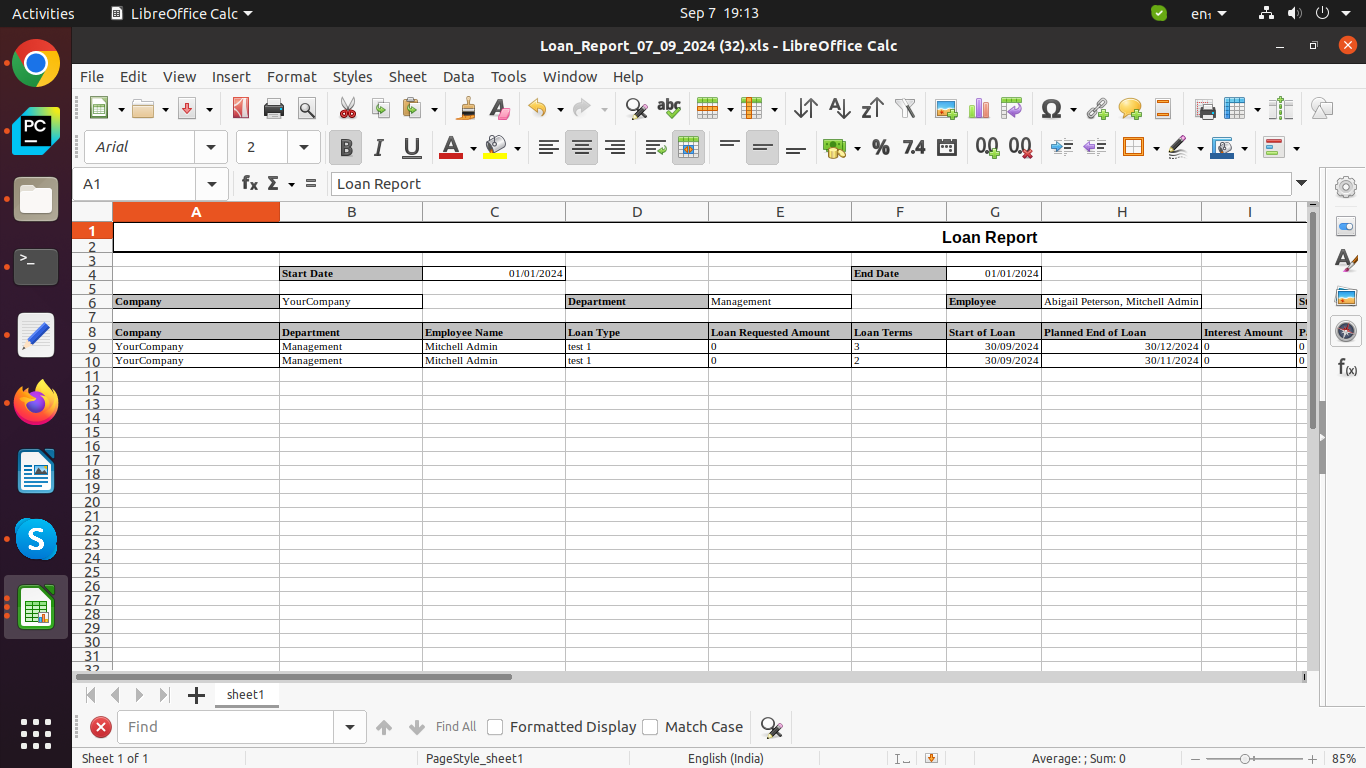 Activities LibreOffice Calc Sep 7 19:13 en₁
Loan_Report_07_09_2024 (32).xls - LibreOffice Calc
File Edit View Insert Format Styles Sheet Data Tools Window Help
Arial 2
A1 Loan Report
A B C D E F G H I
1 Loan Report
2
3
4 Start Date 01/01/2024 End Date 01/01/2024
5
6 Company YourCompany Department Management Employee Abigail Peterson, Mitchell Admin
7
8 Company Department Employee Name Loan Type Loan Requested Amount Loan Terms Start of Loan Planned End of Loan Interest Amount
9 YourCompany Management Mitchell Admin test 1 0 3 30/09/2024 30/12/2024 0 0
10 YourCompany Management Mitchell Admin test 1 0 2 30/09/2024 30/11/2024 0 0
11
12
13
14
15
16
17
18
19
20
21
22
23
24
25
26
27
28
29
30
31
32
sheet1
Find Find All Formatted Display Match Case
Sheet 1 of 1 PageStyle_sheet1 English (India) Average: ; Sum: 0 85%